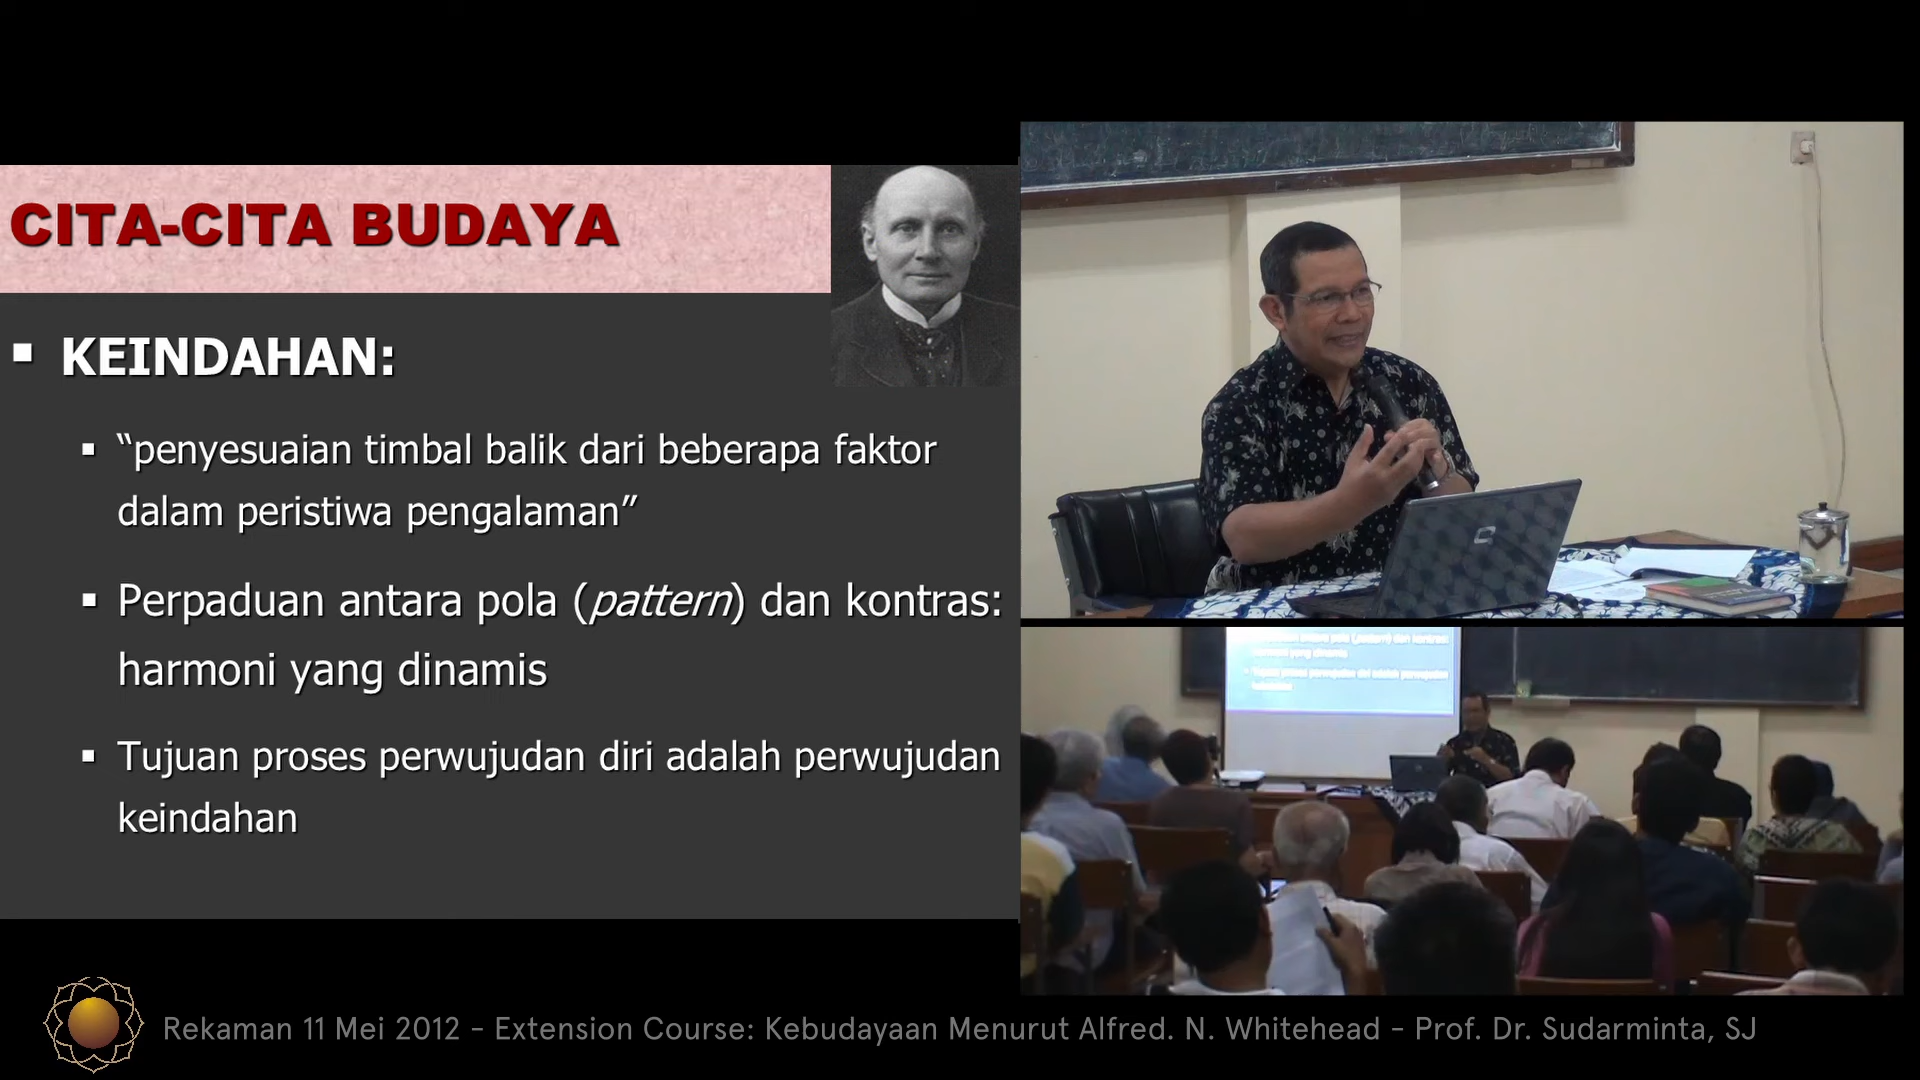 CITA-CITA BUDAYA
KEINDAHAN:
“penyesuaian timbal balik dari beberapa faktor
dalam peristiwa pengalaman”
Perpaduan antara pola (pattern) dan kontras:
harmoni yang dinamis
Tujuan proses perwujudan diri adalah perwujudan
keindahan
Rekaman 11 Mei 2012 - Extension Course: Kebudayaan Menurut Alfred. N. Whitehead - Prof. Dr. Sudarminta, SJ